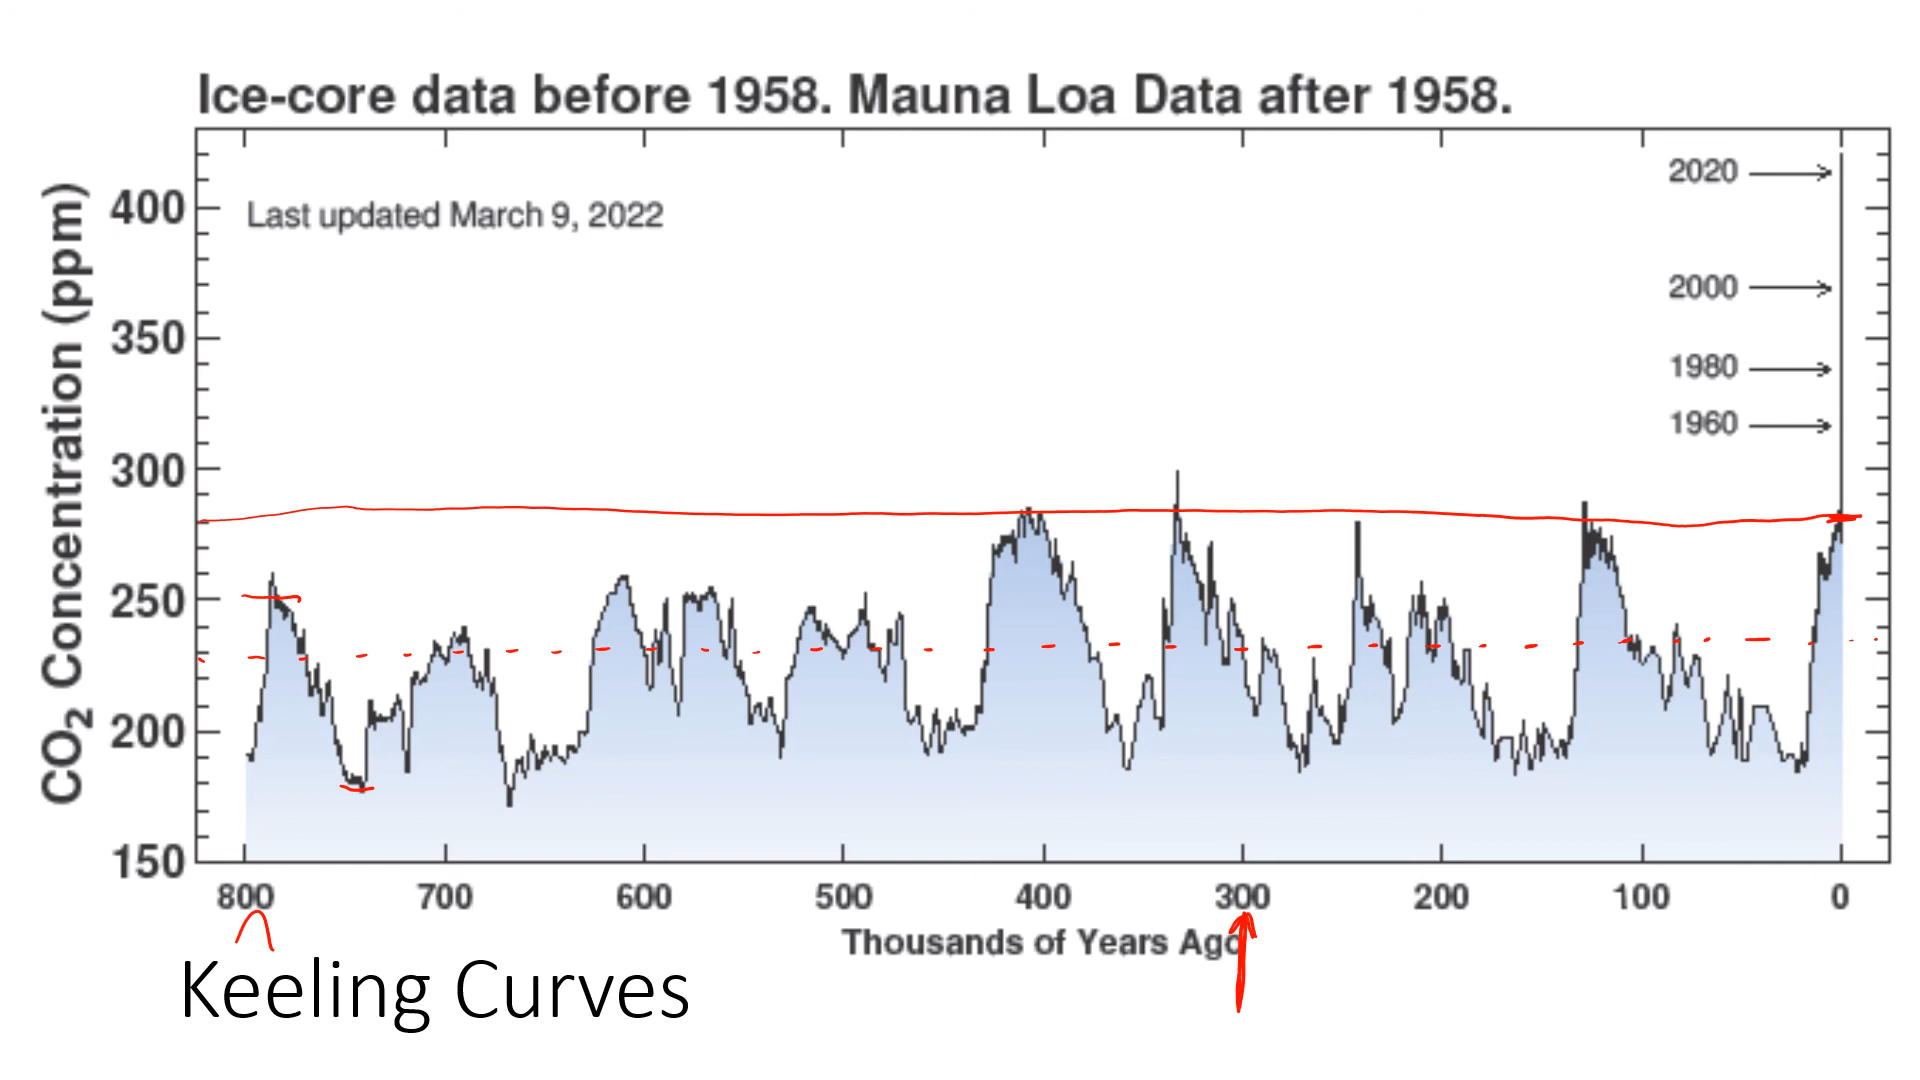 Ice-core data before 1958. Mauna Loa Data after 1958.
Last updated March 9, 2022
2020
2000
1980
1960
CO₂ Concentration (ppm)
400
350
300
250
200
150
800 700 600 500 400 300 200 100 0
Thousands of Years Ago
Keeling Curves